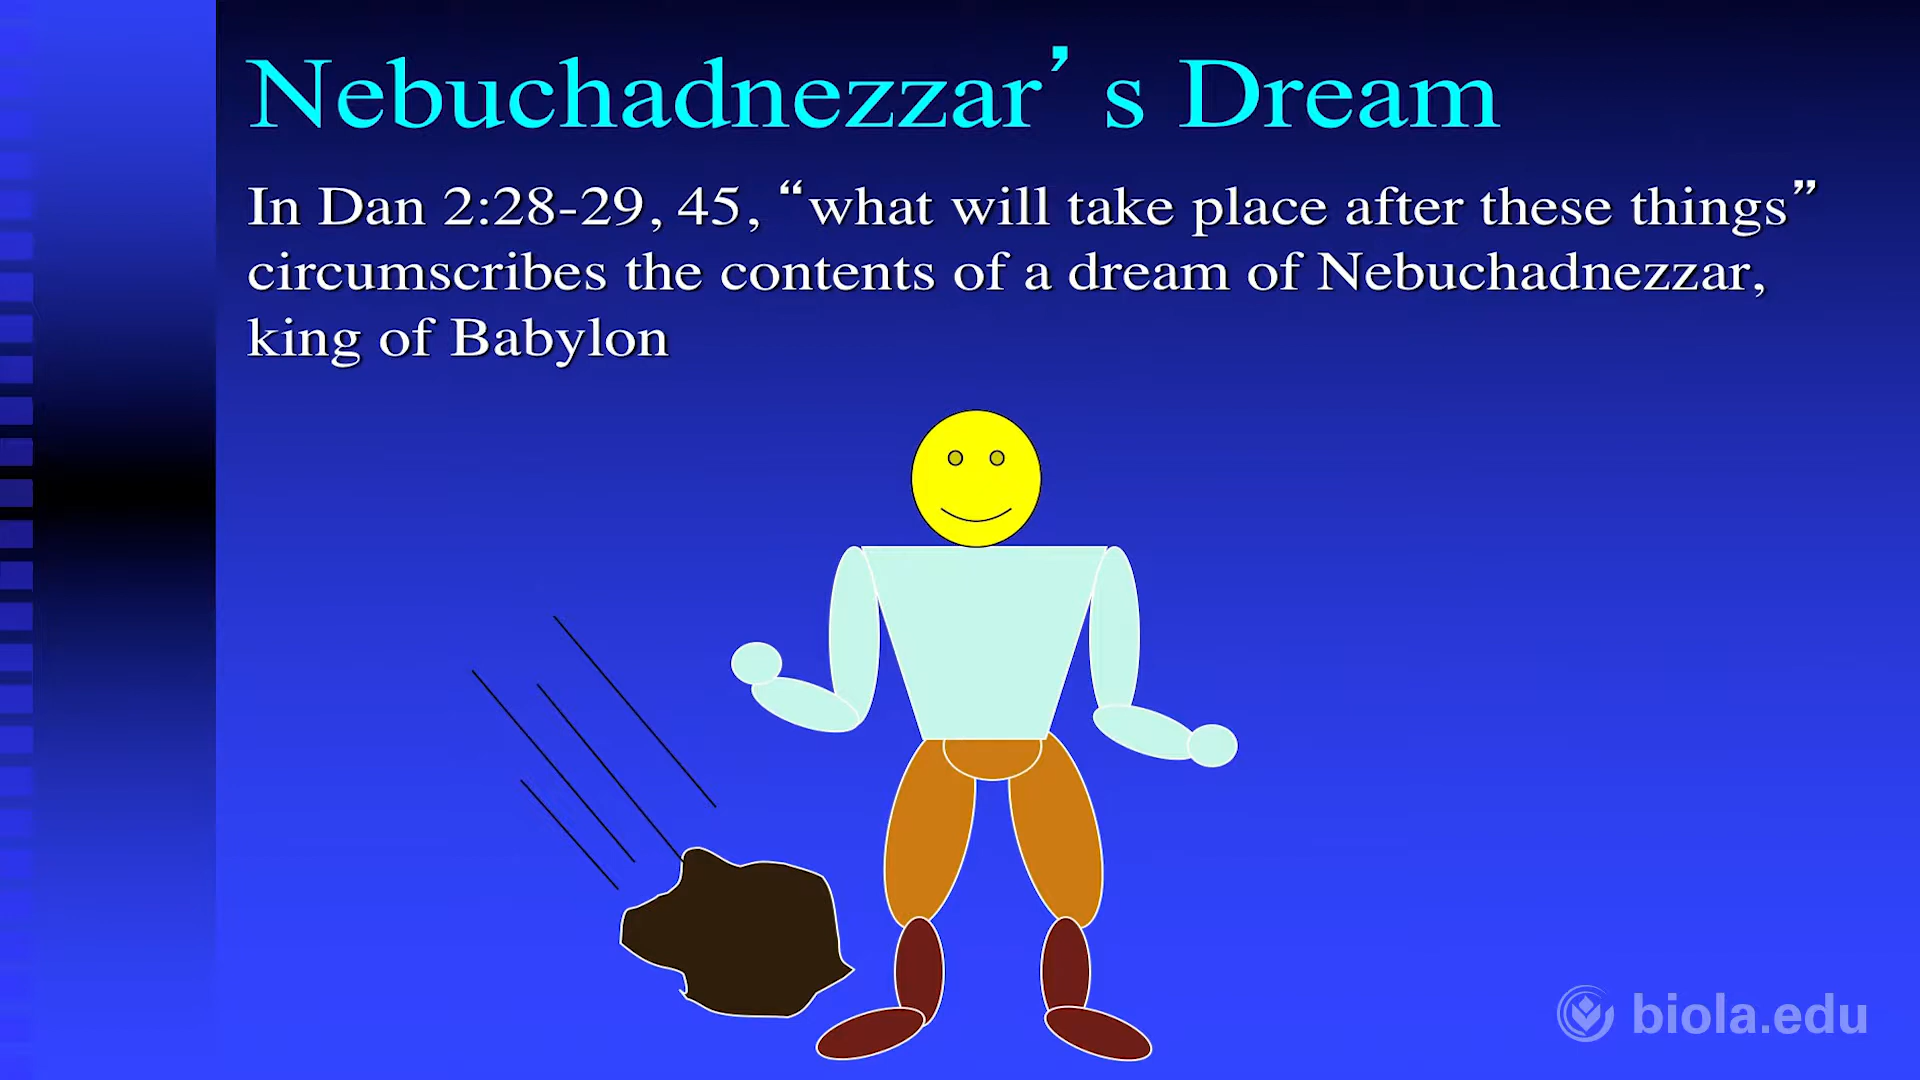 Nebuchadnezzar’s Dream
In Dan 2:28-29, 45, “what will take place after these things”
circumscribes the contents of a dream of Nebuchadnezzar,
king of Babylon
biola.edu